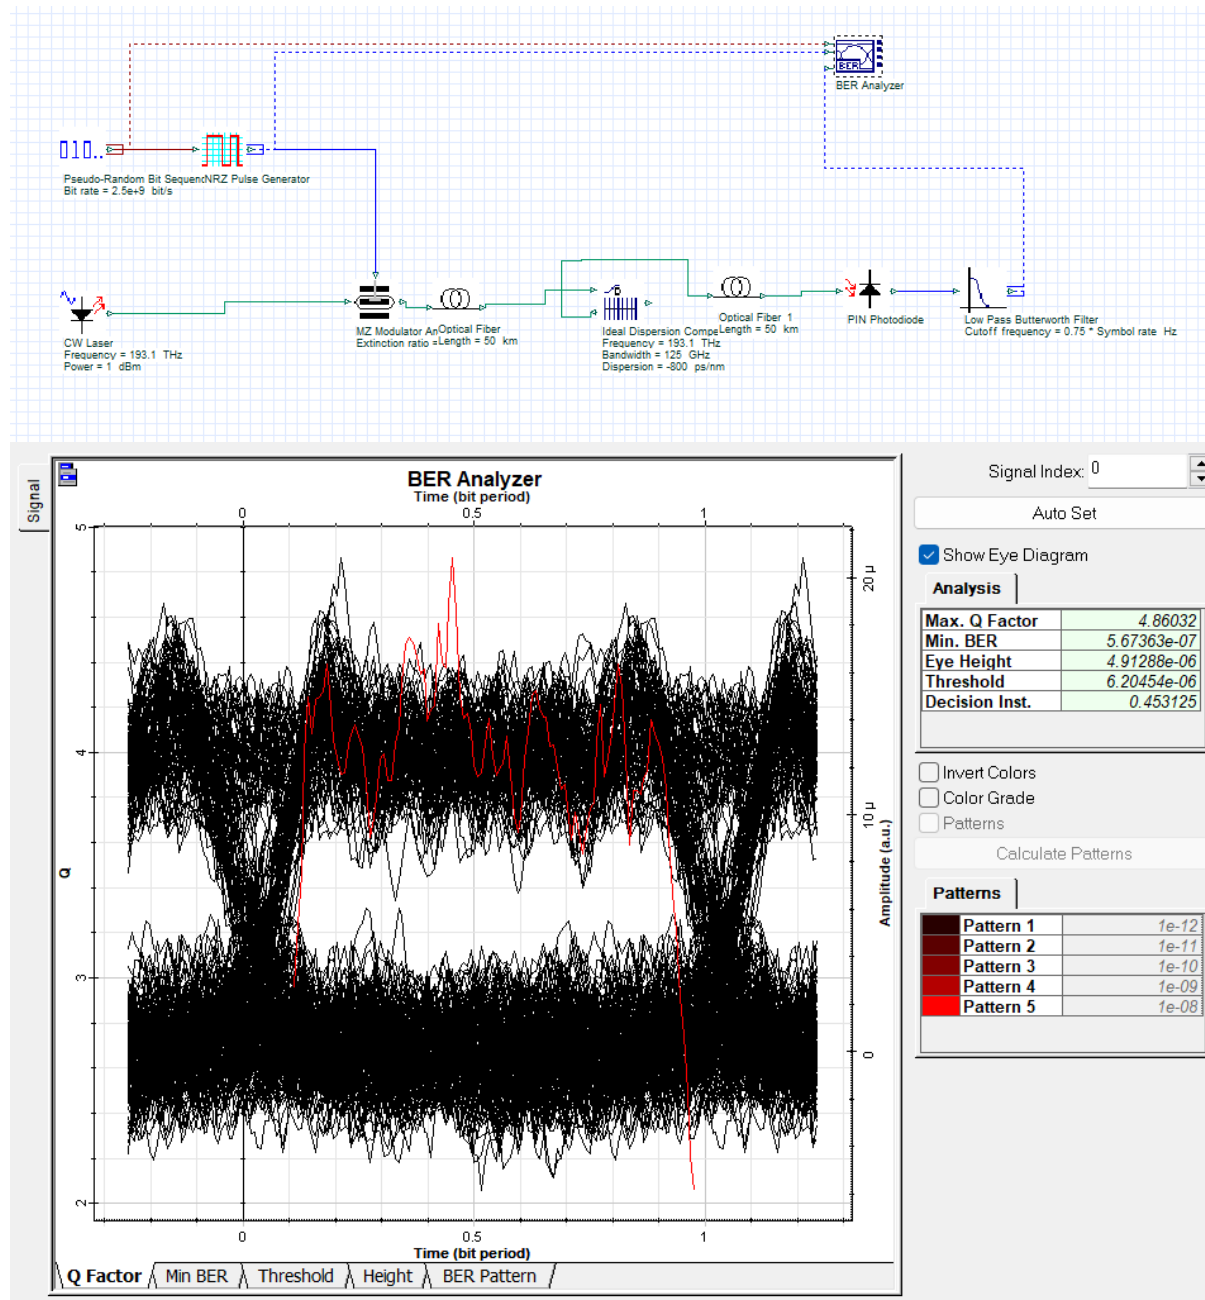 BER
BER Analyzer
Pseudo-Random Bit SequencNRZ Pulse Generator
Bit rate = 2.5e+9 bit/s
MZ Modulator AnOptical Fiber
Extinction ratio =Length = 50 km
Ideal Dispersion CompeLength = 50 km
Optical Fiber 1
Frequency = 193.1 THz
Bandwidth = 125 GHz
Dispersion = -800 ps/nm
PIN Photodiode
Low Pass Butterworth Filter
Cutoff frequency = 0.75 * Symbol rate Hz
CW Laser
Frequency = 193.1 THz
Power = 1 dBm
Signal
BER Analyzer
Time (bit period)
0 0.5 1
5
4
3
2
Q
20 µ
10 µ
0
Amplitude (a.u.)
0 0.5 1
Time (bit period)
Q Factor Min BER Threshold Height BER Pattern
Signal Index: 0
Auto Set
Show Eye Diagram
Analysis
Max. Q Factor 4.86032
Min. BER 5.67363e-07
Eye Height 4.91288e-06
Threshold 6.20454e-06
Decision Inst. 0.453125
Invert Colors
Color Grade
Patterns
Calculate Patterns
Patterns
Pattern 1 1e-12
Pattern 2 1e-11
Pattern 3 1e-10
Pattern 4 1e-09
Pattern 5 1e-08